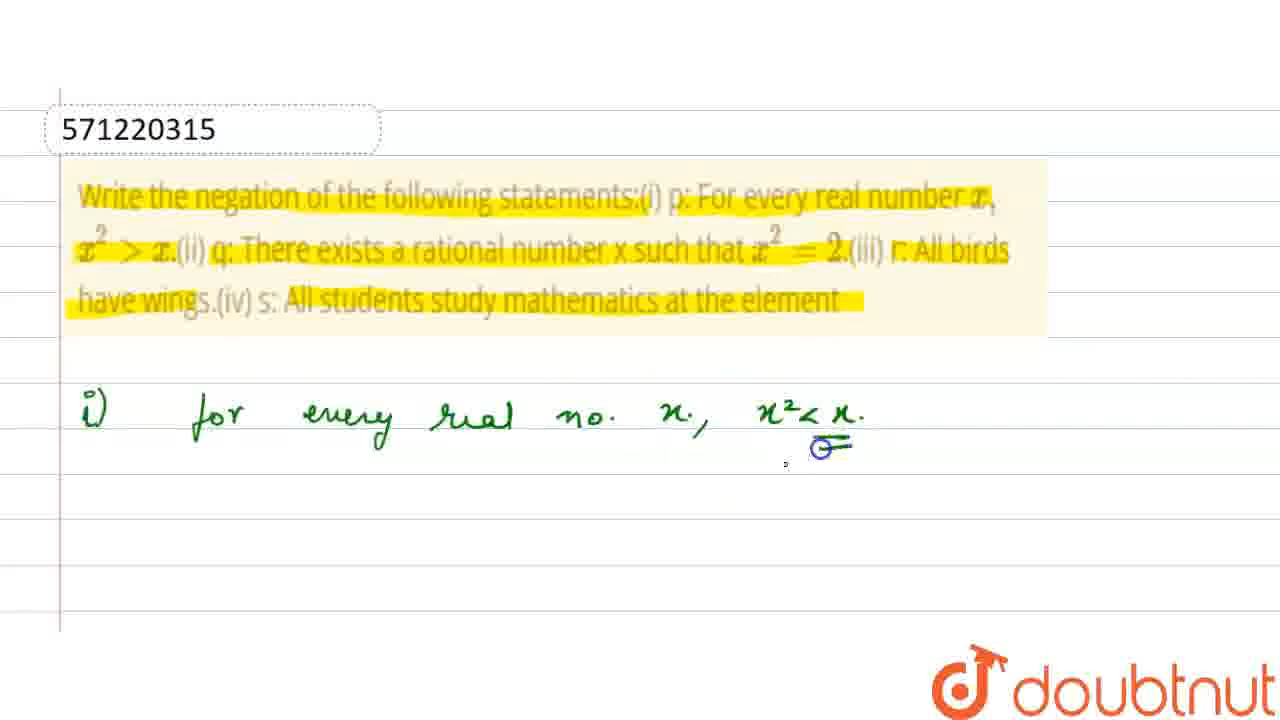 571220315
Write the negation of the following statements:(i) p: For every real number x,
x² > x.(ii) q: There exists a rational number x such that x² = 2.(iii) r: All birds
have wings.(iv) s: All students study mathematics at the element
i) for every real no. x., x² < x.
doubtnut